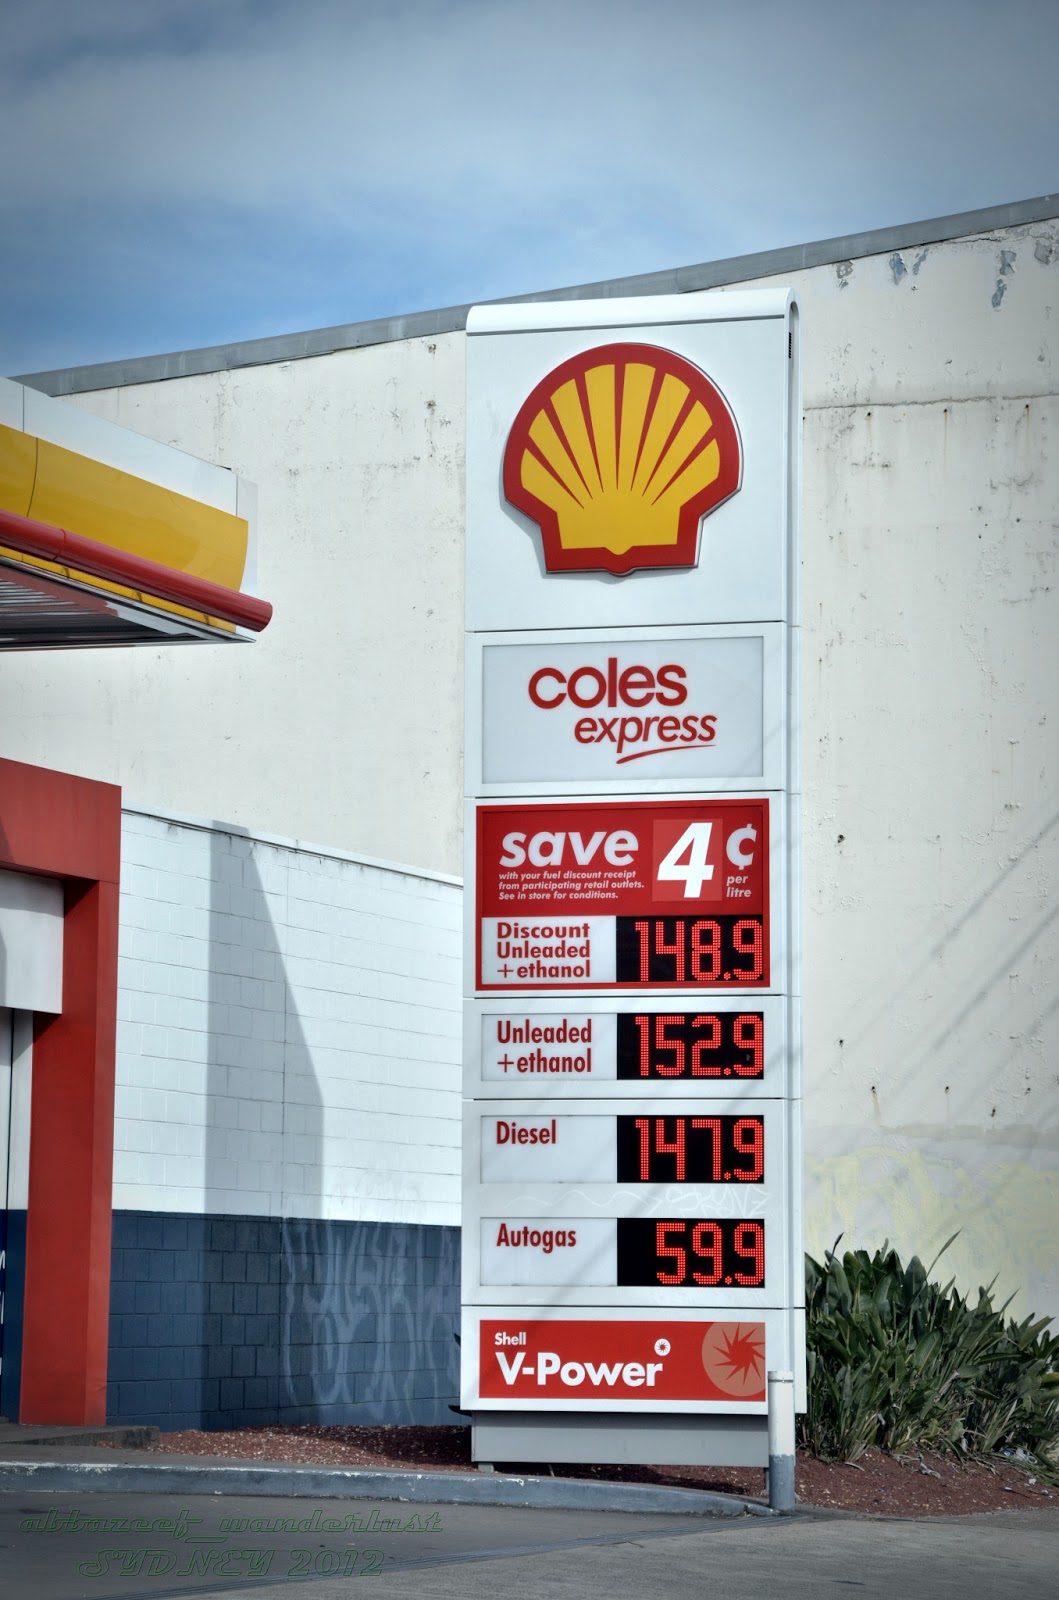 coles
express
save 4¢
with your fuel discount receipt
from participating retail outlets.
See in store for conditions.
per
litre
Discount
Unleaded
+ethanol
148.9
Unleaded
+ethanol
152.9
Diesel
147.9
Autogas
59.9
Shell
V-Power
abbazeef_wanderlust
SYDNEY 2012